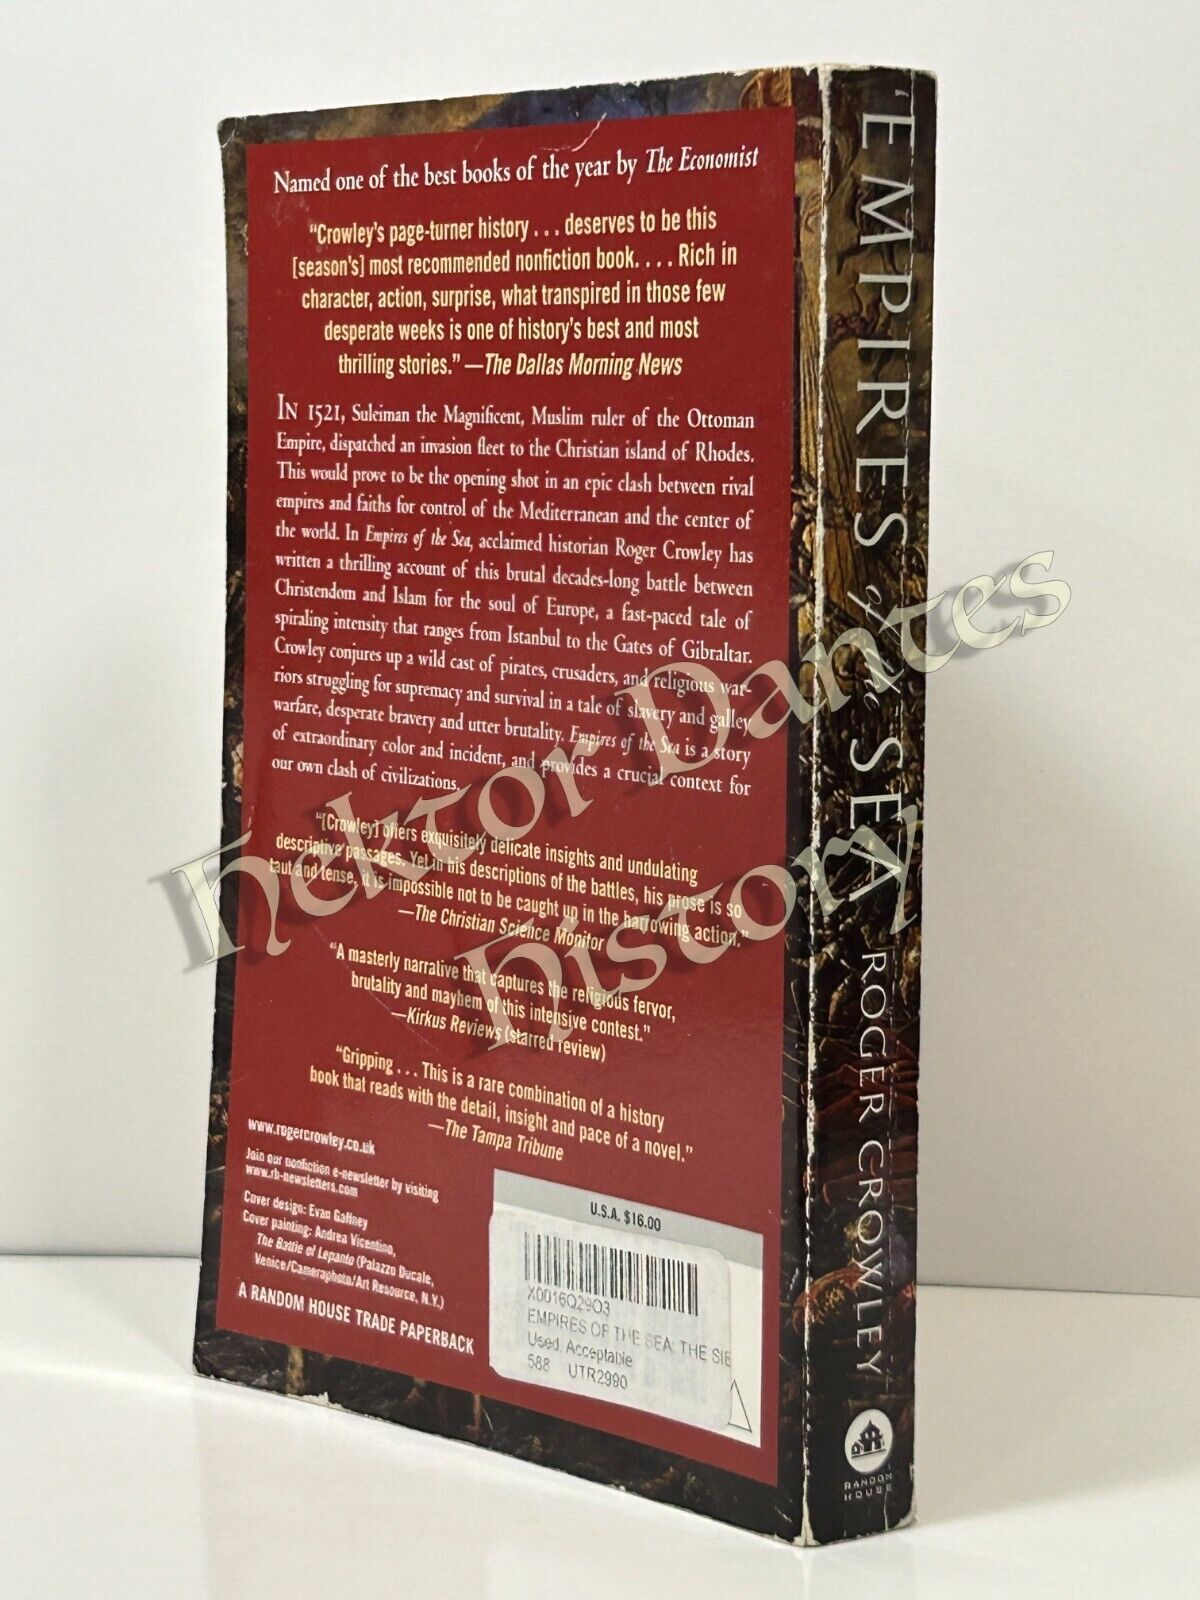 Named one of the best books of the year by The Economist
“Crowley’s page-turner history . . . deserves to be this
[season’s] most recommended nonfiction book. . . . Rich in
character, action, surprise, what transpired in those few
desperate weeks is one of history’s best and most
thrilling stories.” —The Dallas Morning News
IN 1521, Suleiman the Magnificent, Muslim ruler of the Ottoman
Empire, dispatched an invasion fleet to the Christian island of Rhodes.
This would prove to be the opening shot in an epic clash between rival
empires and faiths for control of the Mediterranean and the center of
the world. In Empires of the Sea, acclaimed historian Roger Crowley has
written a thrilling account of this brutal decades-long battle between
Christendom and Islam for the soul of Europe, a fast-paced tale of
spiraling intensity that ranges from Istanbul to the Gates of Gibraltar.
Crowley conjures up a wild cast of pirates, crusaders, and religious war-
riors struggling for supremacy and survival in a tale of slavery and galley
warfare, desperate bravery and utter brutality. Empires of the Sea is a story
of extraordinary color and incident, and provides a crucial context for
our own clash of civilizations.
“[Crowley] offers exquisitely delicate insights and undulating
descriptive passages. Yet in his descriptions of the battles, his prose is so
taut and tense, it is impossible not to be caught up in the harrowing action.”
—The Christian Science Monitor
“A masterly narrative that captures the religious fervor,
brutality and mayhem of this intensive contest.”
—Kirkus Reviews (starred review)
“Gripping . . . This is a rare combination of a history
book that reads with the detail, insight and pace of a novel.”
—The Tampa Tribune
www.rogercrowley.co.uk
Join our nonfiction e-newsletter by visiting
www.rh-newsletters.com
Cover design: Evan Gaffney
Cover painting: Andrea Vicentino,
The Battle of Lepanto (Palazzo Ducale,
Venice/Cameraphoto/Art Resource, N.Y.)
A RANDOM HOUSE TRADE PAPERBACK
U.S.A. $16.00
X0016Q29O3
EMPIRES OF THE SEA: THE SIE
Used, Acceptable
588 UTR2990
EMPIRES of the SEA
ROGER CROWLEY
RANDOM
HOUSE
Hektor Dantes
History